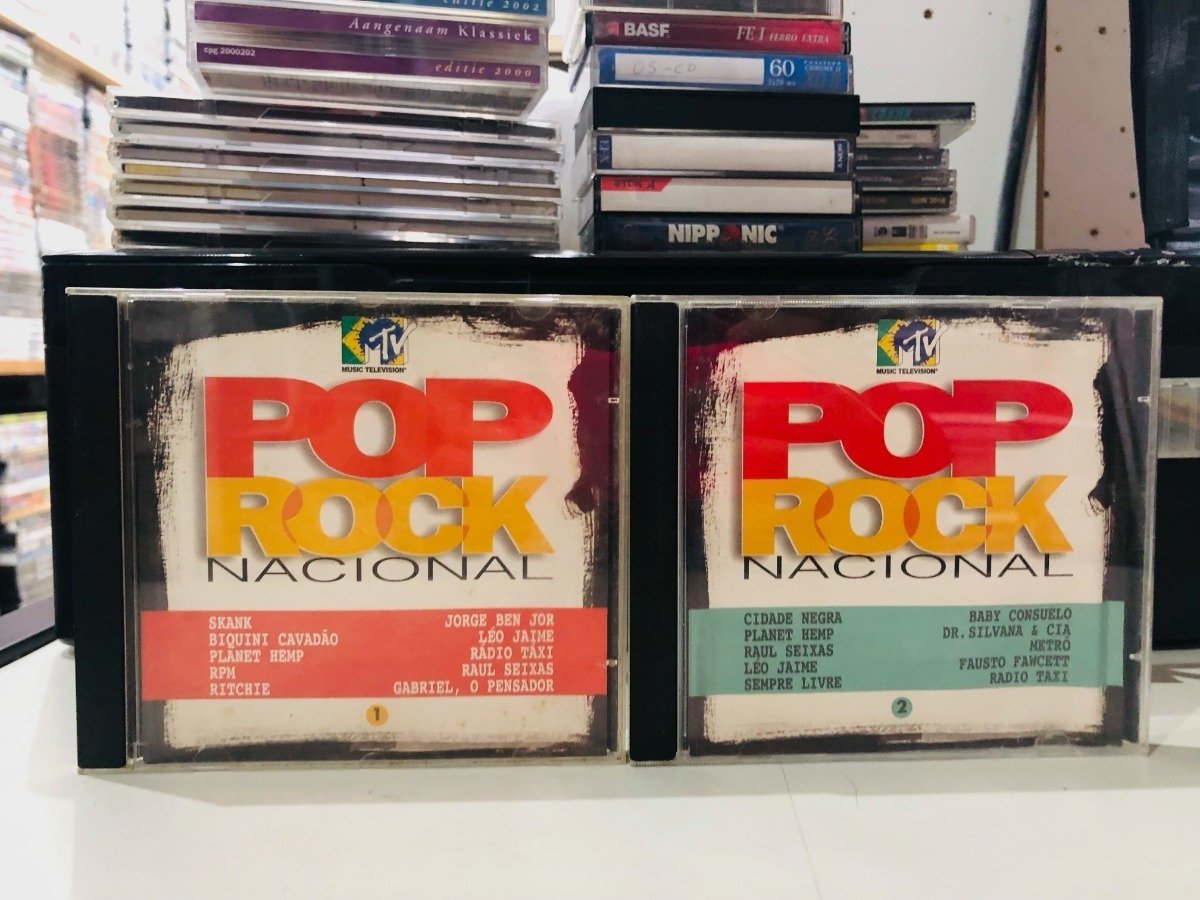 editie 2002
Aangenaam Klassiek
cpg 2000202
editie 2000
BASF FE I FERRO EXTRA
60
SONY
NIPPONIC
MTV
MUSIC TELEVISION®
POP
ROCK
NACIONAL
SKANK JORGE BEN JOR
BIQUINI CAVADÃO LÉO JAIME
PLANET HEMP RÁDIO TÁXI
RPM RAUL SEIXAS
RITCHIE GABRIEL, O PENSADOR
1
MTV
MUSIC TELEVISION®
POP
ROCK
NACIONAL
CIDADE NEGRA BABY CONSUELO
PLANET HEMP DR. SILVANA & CIA
RAUL SEIXAS METRÔ
LÉO JAIME FAUSTO FAWCETT
SEMPRE LIVRE RADIO TAXI
2